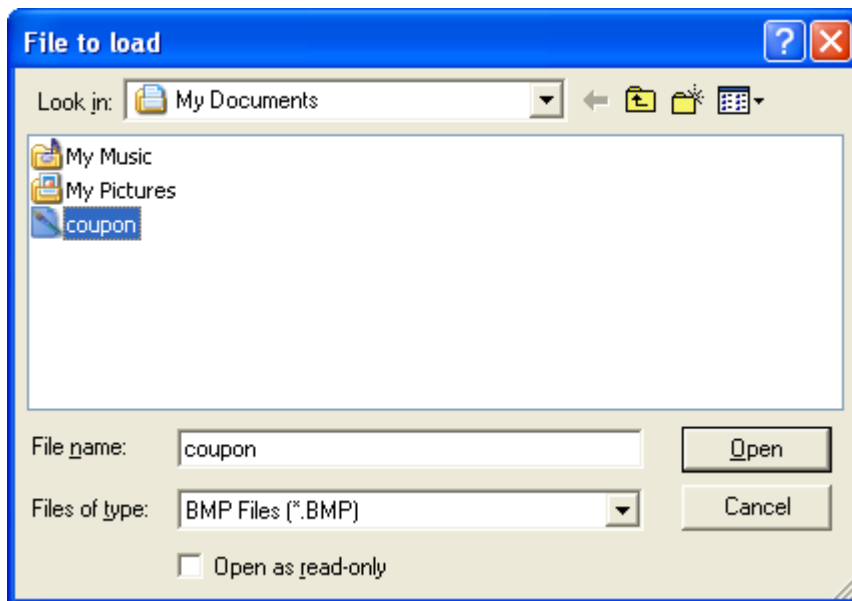 File to load
Look in: My Documents
My Music
My Pictures
coupon
File name: coupon Open
Files of type: BMP Files (*.BMP) Cancel
Open as read-only